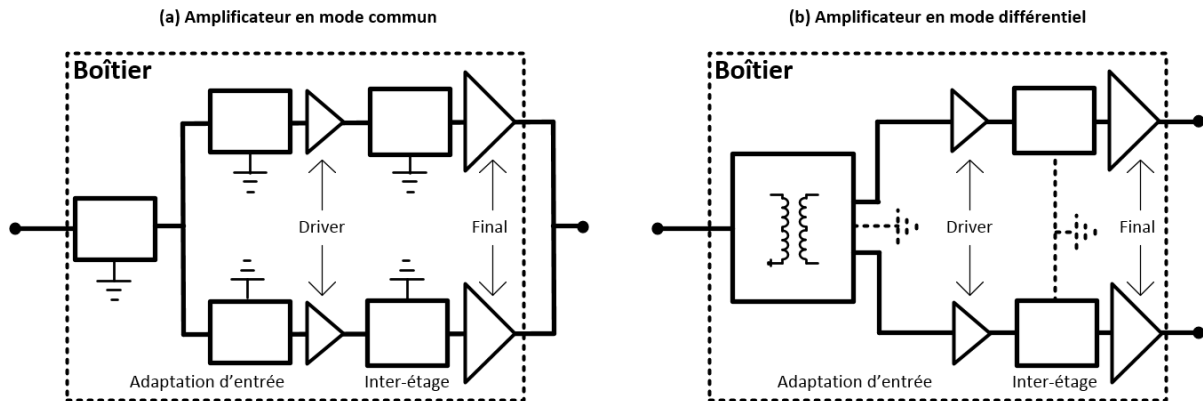 (a) Amplificateur en mode commun
Boîtier
Driver
Final
Adaptation d'entrée
Inter-étage
(b) Amplificateur en mode différentiel
Boîtier
Driver
Final
Adaptation d'entrée
Inter-étage